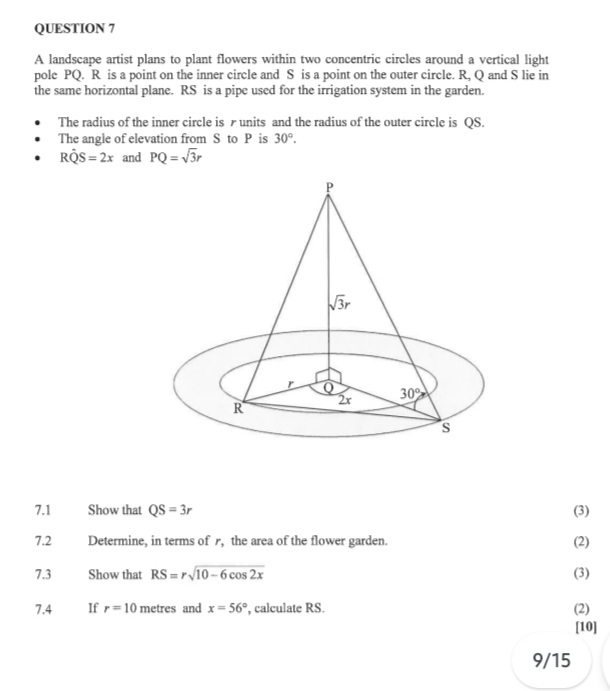 QUESTION 7
A landscape artist plans to plant flowers within two concentric circles around a vertical light
pole PQ. R is a point on the inner circle and S is a point on the outer circle. R, Q and S lie in
the same horizontal plane. RS is a pipe used for the irrigation system in the garden.
• The radius of the inner circle is r units and the radius of the outer circle is QS.
• The angle of elevation from S to P is 30°.
• RQ̂S = 2x and PQ = √3r
P
√3r
r
Q
2x
30°
R
S
7.1 Show that QS = 3r (3)
7.2 Determine, in terms of r, the area of the flower garden. (2)
7.3 Show that RS = r√(10 – 6 cos 2x) (3)
7.4 If r = 10 metres and x = 56°, calculate RS. (2)
[10]
9/15